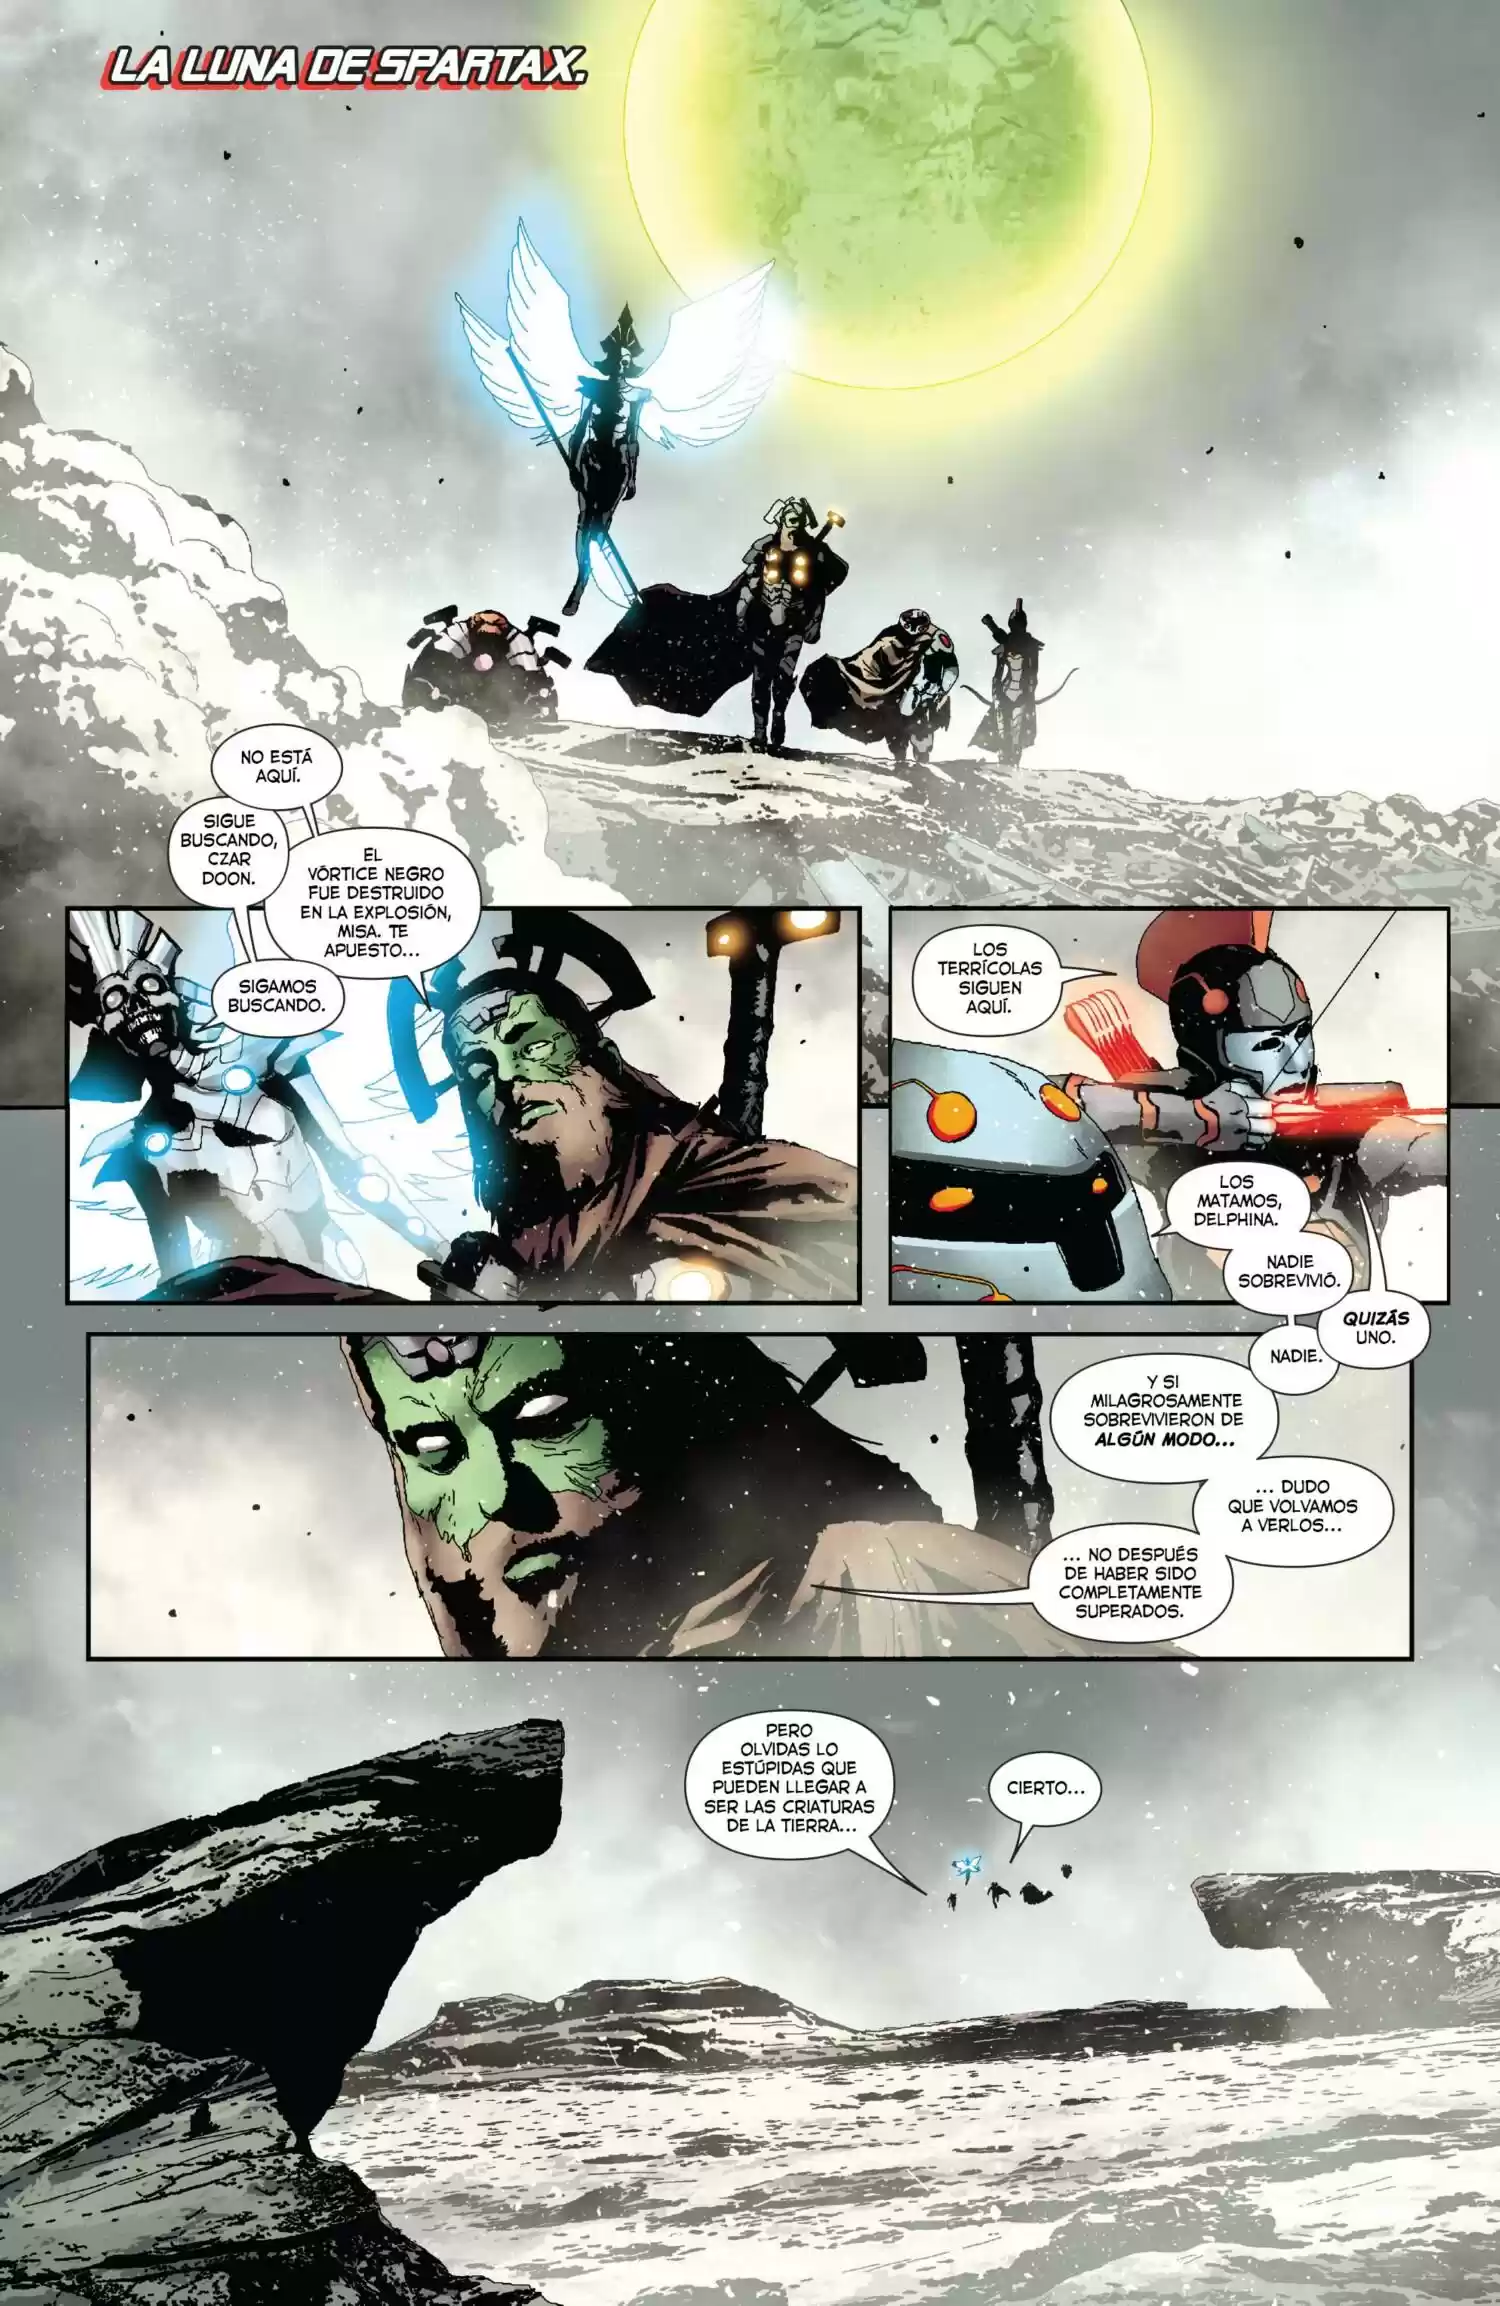 LA LUNA DE SPARTAX.
NO ESTÁ
AQUÍ.
SIGUE
BUSCANDO,
CZAR
DOON.
EL
VÓRTICE NEGRO
FUE DESTRUIDO
EN LA EXPLOSIÓN,
MISA. TE
APUESTO...
SIGAMOS
BUSCANDO.
LOS
TERRÍCOLAS
SIGUEN
AQUÍ.
LOS
MATAMOS,
DELPHINA.
NADIE
SOBREVIVIÓ.
QUIZÁS
UNO.
NADIE.
Y SI
MILAGROSAMENTE
SOBREVIVIERON DE
ALGÚN MODO...
... DUDO
QUE VOLVAMOS
A VERLOS...
... NO DESPUÉS
DE HABER SIDO
COMPLETAMENTE
SUPERADOS.
PERO
OLVIDAS LO
ESTÚPIDAS QUE
PUEDEN LLEGAR A
SER LAS CRIATURAS
DE LA TIERRA...
CIERTO...